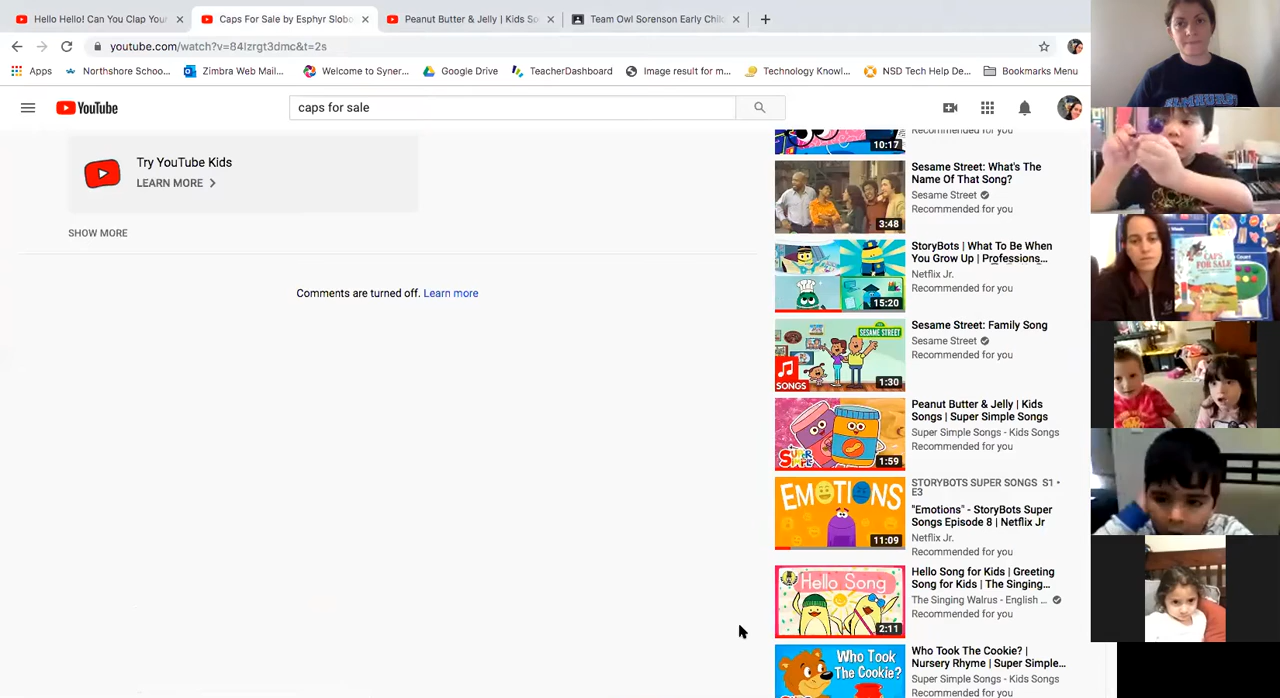 Hello Hello! Can You Clap Your
Caps For Sale by Esphyr Slobo
Peanut Butter & Jelly | Kids So
Team Owl Sorenson Early Chil
youtube.com/watch?v=84lzrgt3dmc&t=2s
Apps
Northshore Schoo...
Zimbra Web Mail...
Welcome to Syner...
Google Drive
TeacherDashboard
Image result for m...
Technology Knowl...
NSD Tech Help De...
Bookmarks Menu
YouTube
caps for sale
Try YouTube Kids
LEARN MORE
SHOW MORE
Comments are turned off. Learn more
Recommended for you
10:17
Sesame Street: What's The
Name Of That Song?
Sesame Street
Recommended for you
3:48
StoryBots | What To Be When
You Grow Up | Professions...
Netflix Jr.
Recommended for you
15:20
Sesame Street: Family Song
Sesame Street
Recommended for you
SESAME STREET
SONGS
1:30
Peanut Butter & Jelly | Kids
Songs | Super Simple Songs
Super Simple Songs - Kids Songs
Recommended for you
SUPER
SIMPLE
1:59
STORYBOTS SUPER SONGS S1 •
E3
"Emotions" - StoryBots Super
Songs Episode 8 | Netflix Jr
Netflix Jr.
Recommended for you
EMOTIONS
11:09
Hello Song for Kids | Greeting
Song for Kids | The Singing...
The Singing Walrus - English ...
Recommended for you
Hello Song
2:11
Who Took The Cookie? |
Nursery Rhyme | Super Simple...
Super Simple Songs - Kids Songs
Recommended for you
Who Took
The Cookie?
CAPS
FOR SALE